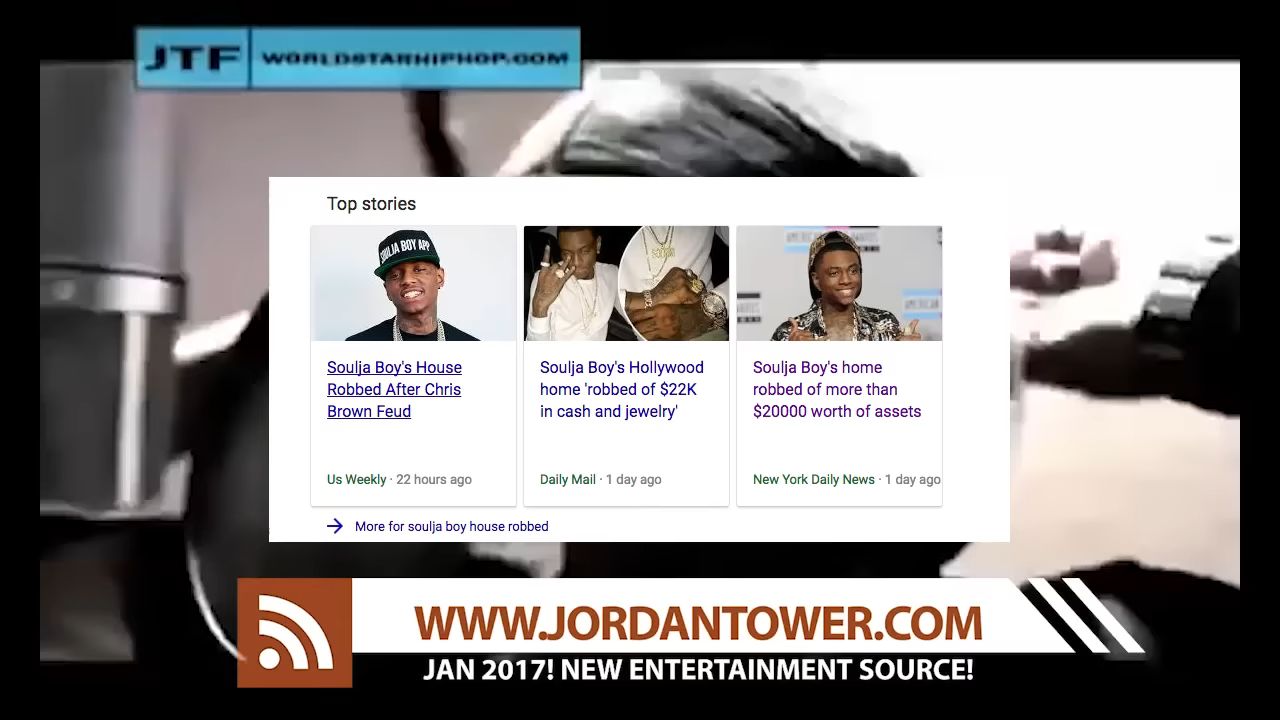 JTF WORLDSTARHIPHOP.COM
Top stories
SOULJA BOY APP
Soulja Boy's House
Robbed After Chris
Brown Feud
Us Weekly · 22 hours ago
Soulja Boy's Hollywood
home 'robbed of $22K
in cash and jewelry'
Daily Mail · 1 day ago
Soulja Boy's home
robbed of more than
$20000 worth of assets
New York Daily News · 1 day ago
More for soulja boy house robbed
WWW.JORDANTOWER.COM
JAN 2017! NEW ENTERTAINMENT SOURCE!